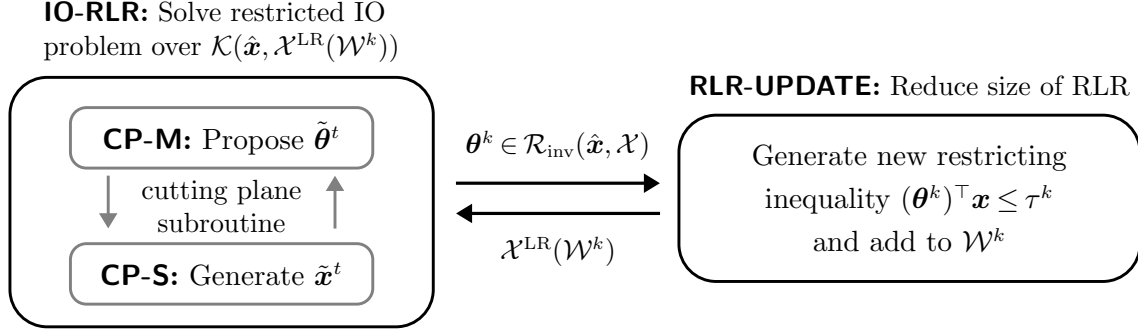 IO-RLR: Solve restricted IO
problem over 𝒦(x̂, 𝒳^LR(𝒲^k))
CP-M: Propose θ̃^t
cutting plane
subroutine
CP-S: Generate x̃^t
θ^k ∈ ℛ_inv(x̂, 𝒳)
𝒳^LR(𝒲^k)
RLR-UPDATE: Reduce size of RLR
Generate new restricting
inequality (θ^k)^⊤ x ≤ τ^k
and add to 𝒲^k